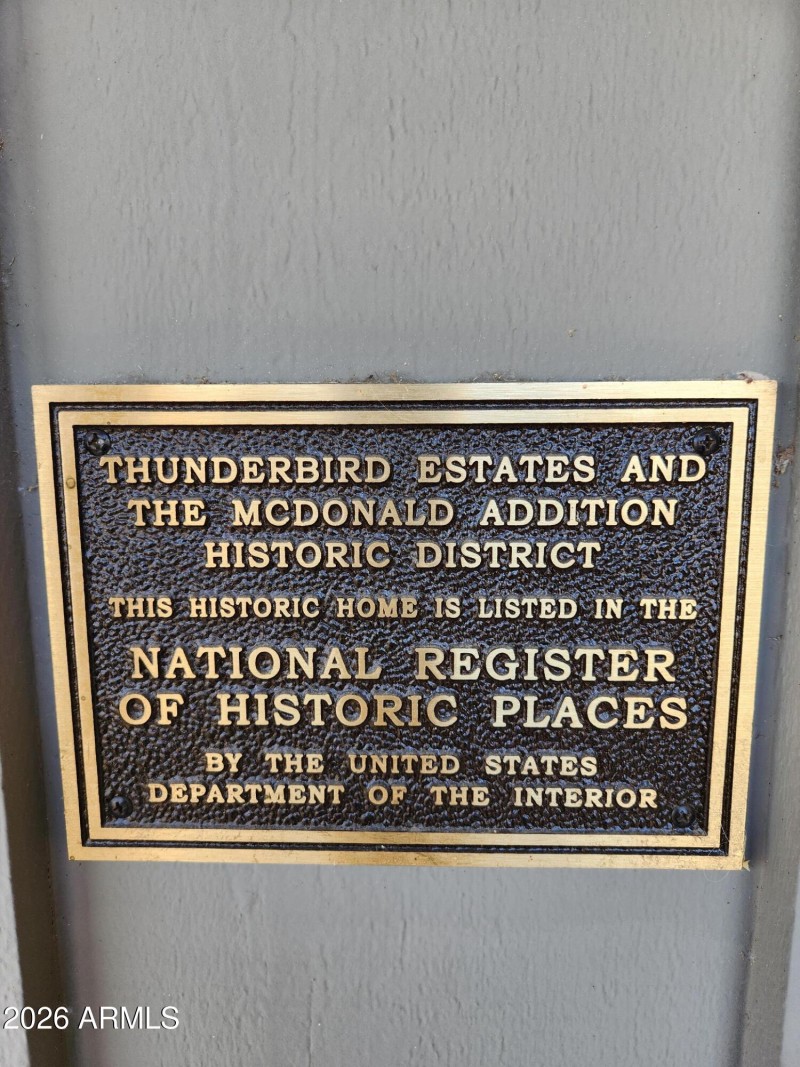 THUNDERBIRD ESTATES AND
THE MCDONALD ADDITION
HISTORIC DISTRICT
THIS HISTORIC HOME IS LISTED IN THE
NATIONAL REGISTER
OF HISTORIC PLACES
BY THE UNITED STATES
DEPARTMENT OF THE INTERIOR
2026 ARMLS